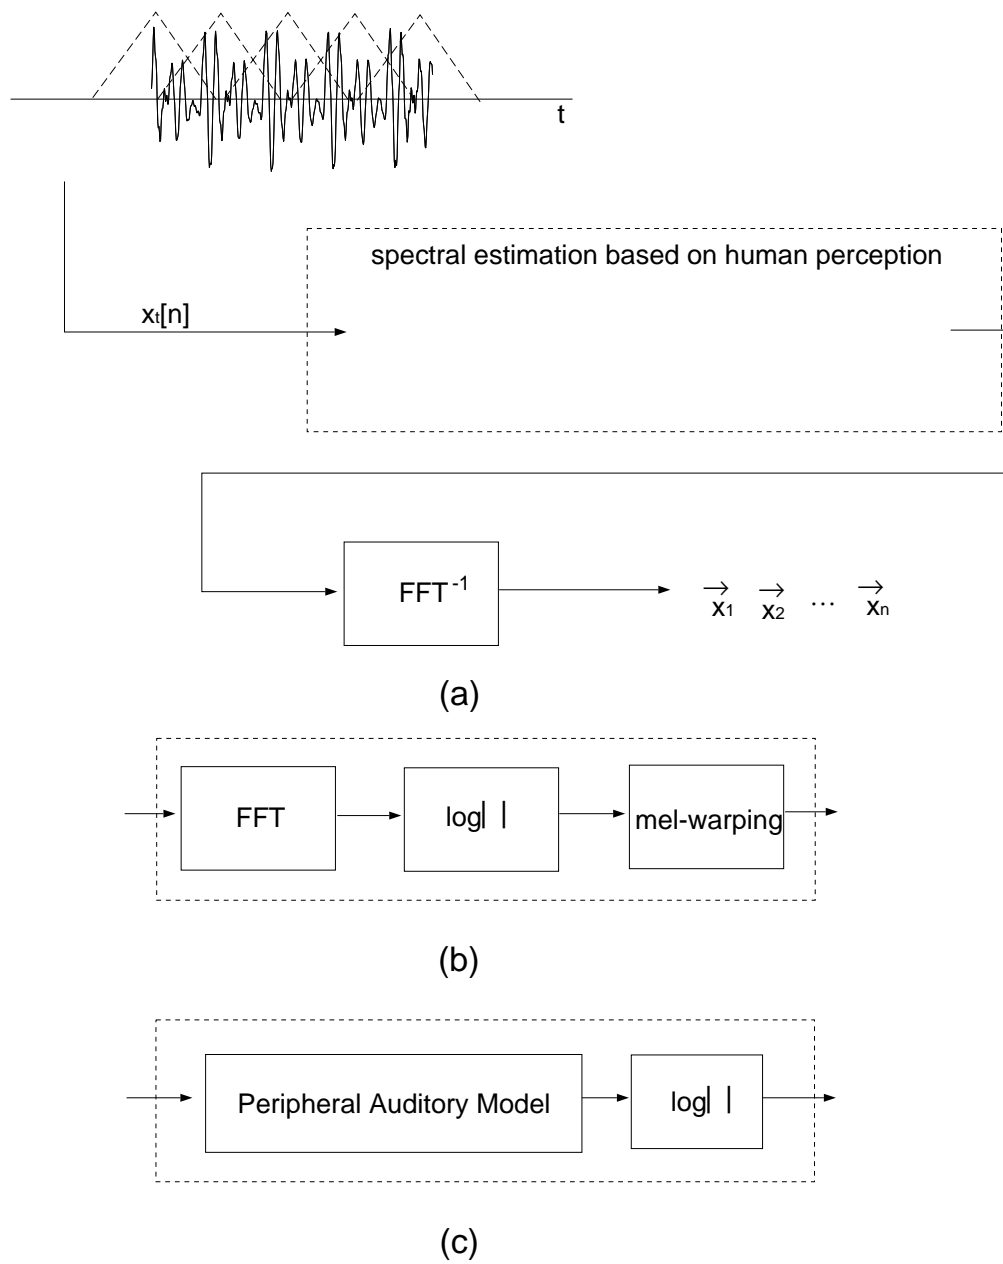 t
spectral estimation based on human perception
xt[n]
FFT-1
x1 x2 ... xn
(a)
FFT
log| |
mel-warping
(b)
Peripheral Auditory Model
log| |
(c)